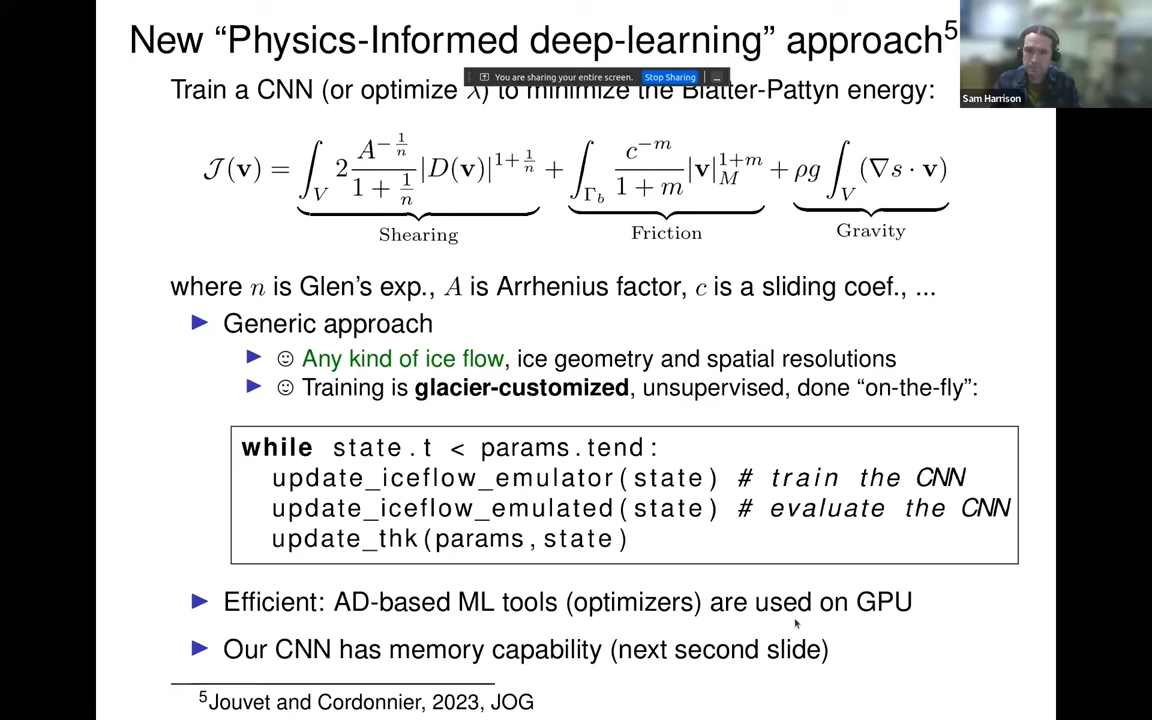 New “Physics-Informed deep-learning” approach⁵
You are sharing your entire screen. Stop Sharing
Sam Harrison
Train a CNN (or optimize λ) to minimize the Blatter-Pattyn energy:
𝒥(v) = ∫_V 2 A^{-1/n} / (1 + 1/n) |D(v)|^{1+1/n} + ∫_{Γ_b} c^{-m} / (1 + m) |v|_M^{1+m} + ρg ∫_V (∇s · v)
Shearing Friction Gravity
where n is Glen's exp., A is Arrhenius factor, c is a sliding coef., ...
▶ Generic approach
▶ ☺ Any kind of ice flow, ice geometry and spatial resolutions
▶ ☺ Training is glacier-customized, unsupervised, done “on-the-fly”:
while state.t < params.tend:
update_iceflow_emulator(state) # train the CNN
update_iceflow_emulated(state) # evaluate the CNN
update_thk(params,state)
▶ Efficient: AD-based ML tools (optimizers) are used on GPU
▶ Our CNN has memory capability (next second slide)
⁵Jouvet and Cordonnier, 2023, JOG